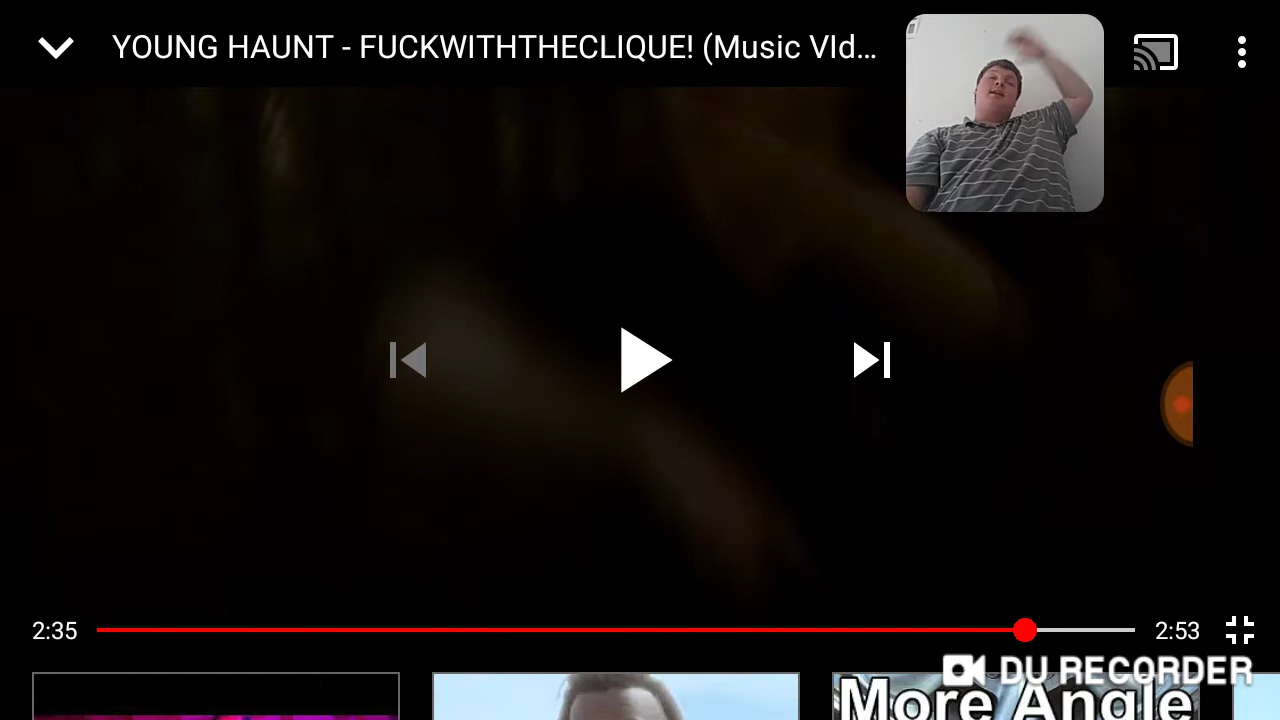 YOUNG HAUNT - FUCKWITHTHECLIQUE! (Music VId...
2:35
2:53
DU RECORDER
More Angle